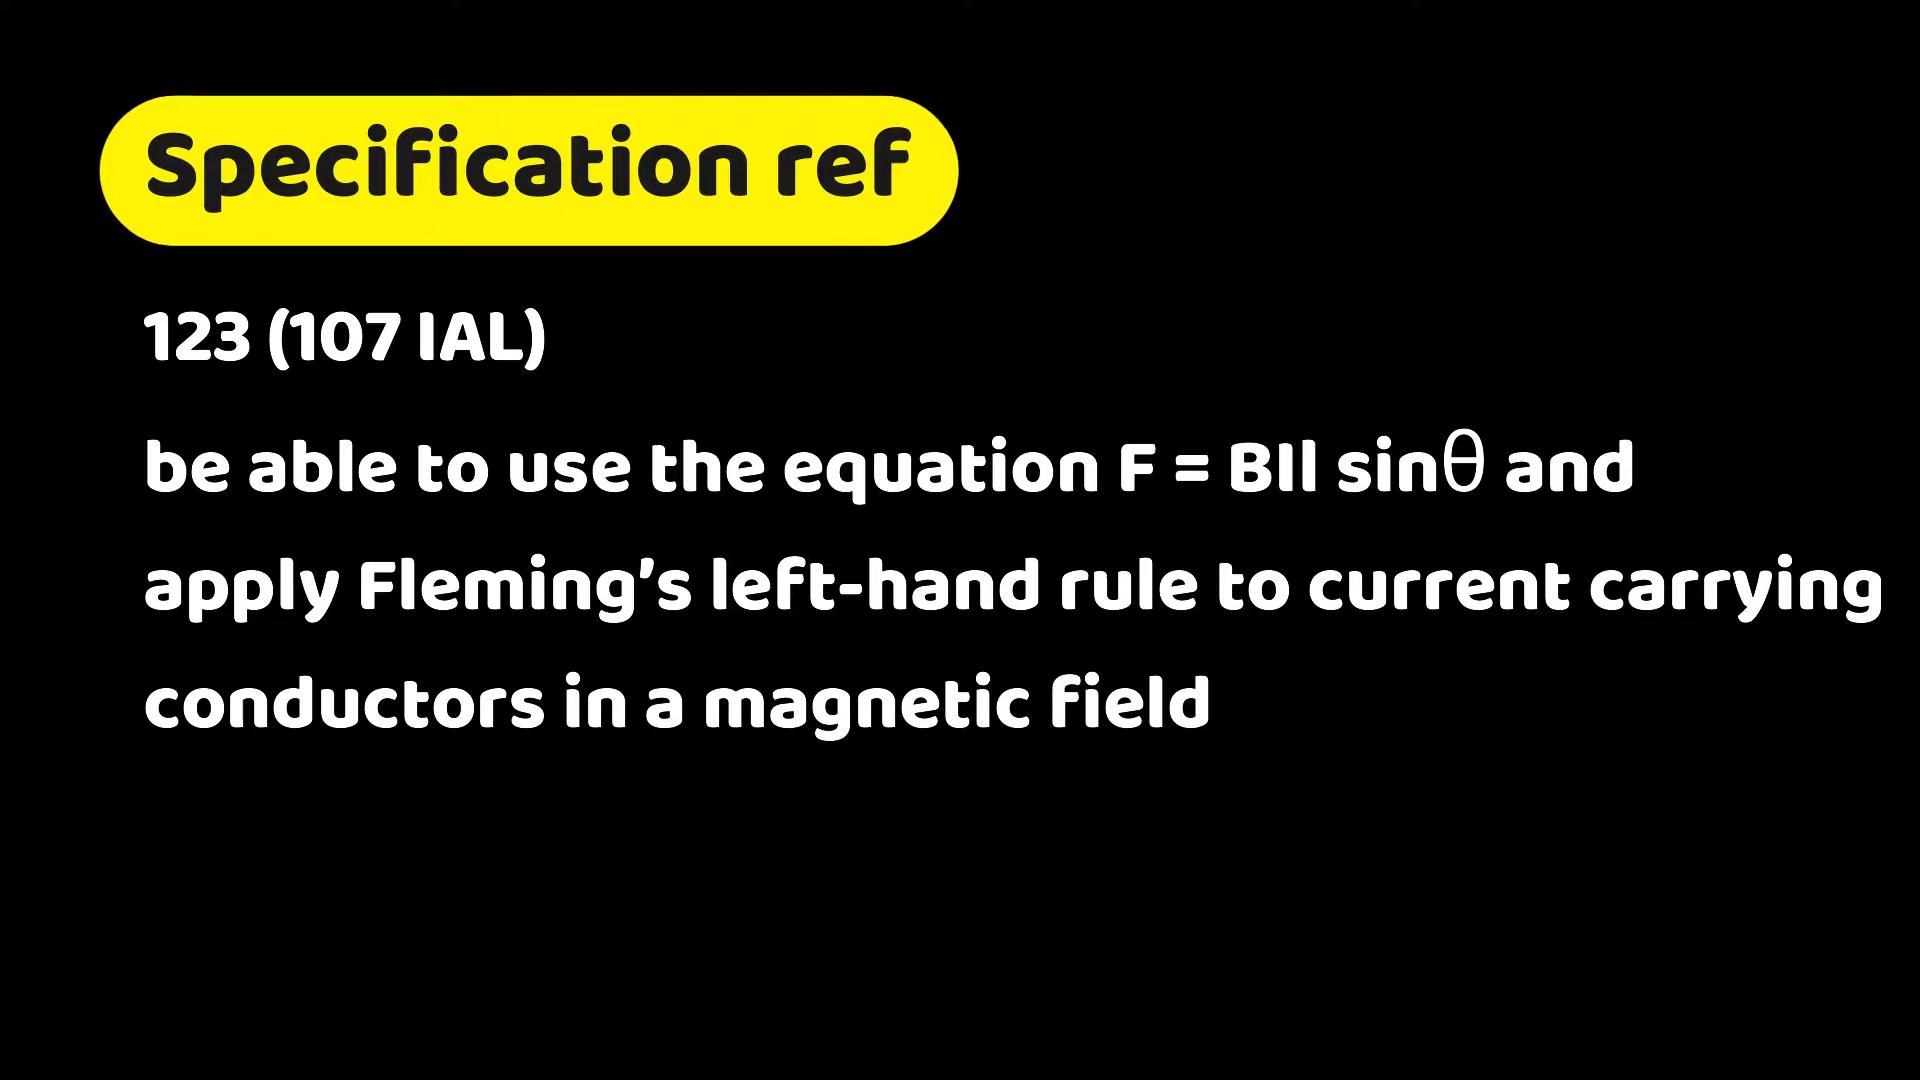 Specification ref
123 (107 IAL)
be able to use the equation F = BIl sinθ and
apply Fleming’s left-hand rule to current carrying
conductors in a magnetic field